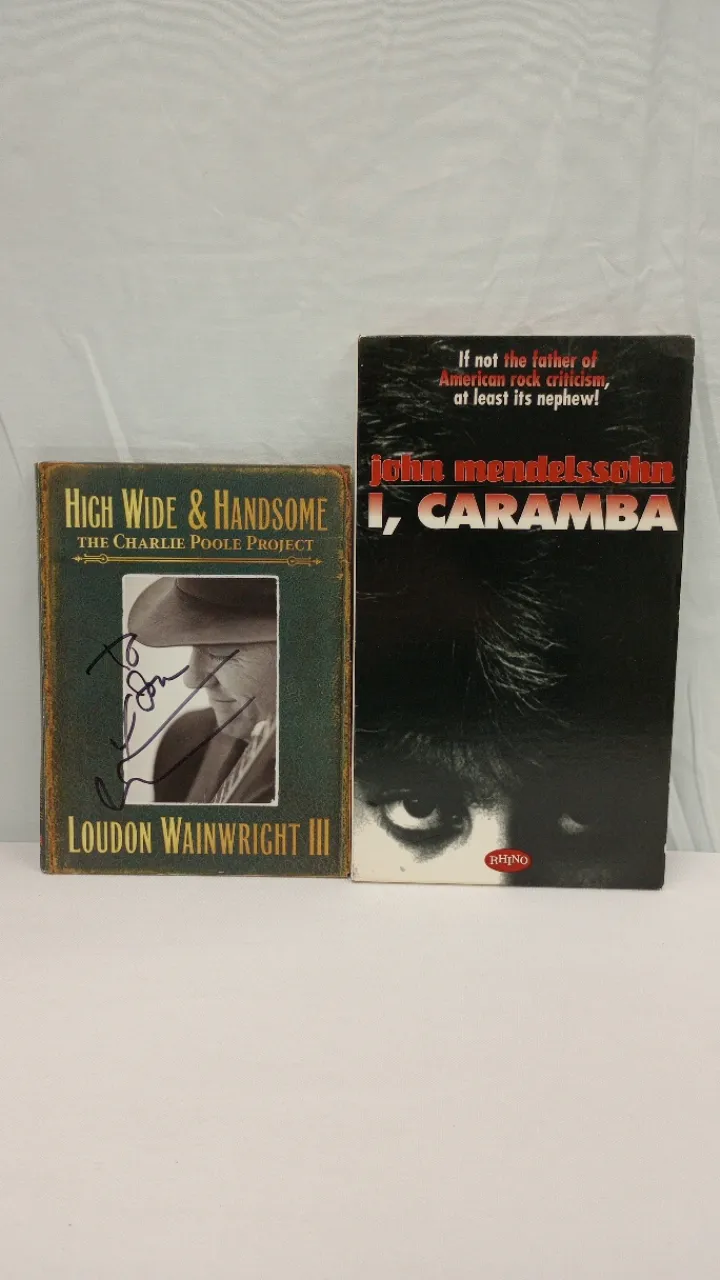 HIGH WIDE & HANDSOME
THE CHARLIE POOLE PROJECT
TO
LOUDON WAINWRIGHT III
If not the father of
American rock criticism,
at least its nephew!
john mendelssohn
I, CARAMBA
RHINO